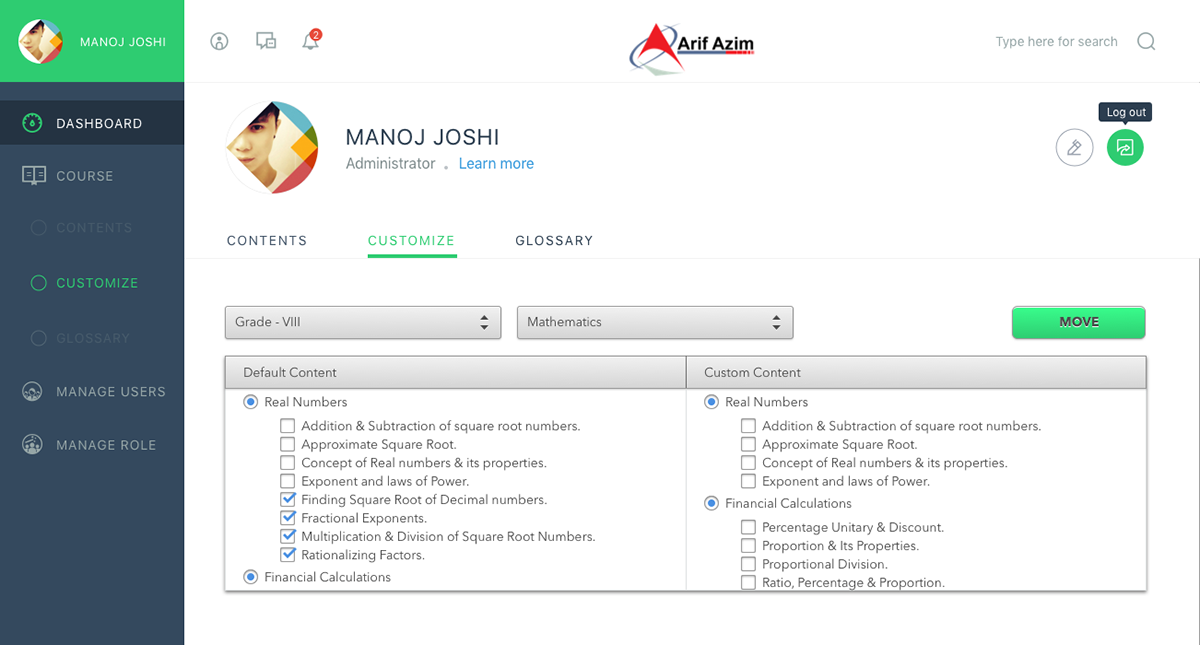 MANOJ JOSHI
2
Arif Azim
Type here for search
DASHBOARD
COURSE
CONTENTS
CUSTOMIZE
GLOSSARY
MANAGE USERS
MANAGE ROLE
Log out
MANOJ JOSHI
Administrator . Learn more
CONTENTS CUSTOMIZE GLOSSARY
Grade - VIII
Mathematics
MOVE
Default Content
Real Numbers
Addition & Subtraction of square root numbers.
Approximate Square Root.
Concept of Real numbers & its properties.
Exponent and laws of Power.
Finding Square Root of Decimal numbers.
Fractional Exponents.
Multiplication & Division of Square Root Numbers.
Rationalizing Factors.
Financial Calculations
Custom Content
Real Numbers
Addition & Subtraction of square root numbers.
Approximate Square Root.
Concept of Real numbers & its properties.
Exponent and laws of Power.
Financial Calculations
Percentage Unitary & Discount.
Proportion & Its Properties.
Proportional Division.
Ratio, Percentage & Proportion.